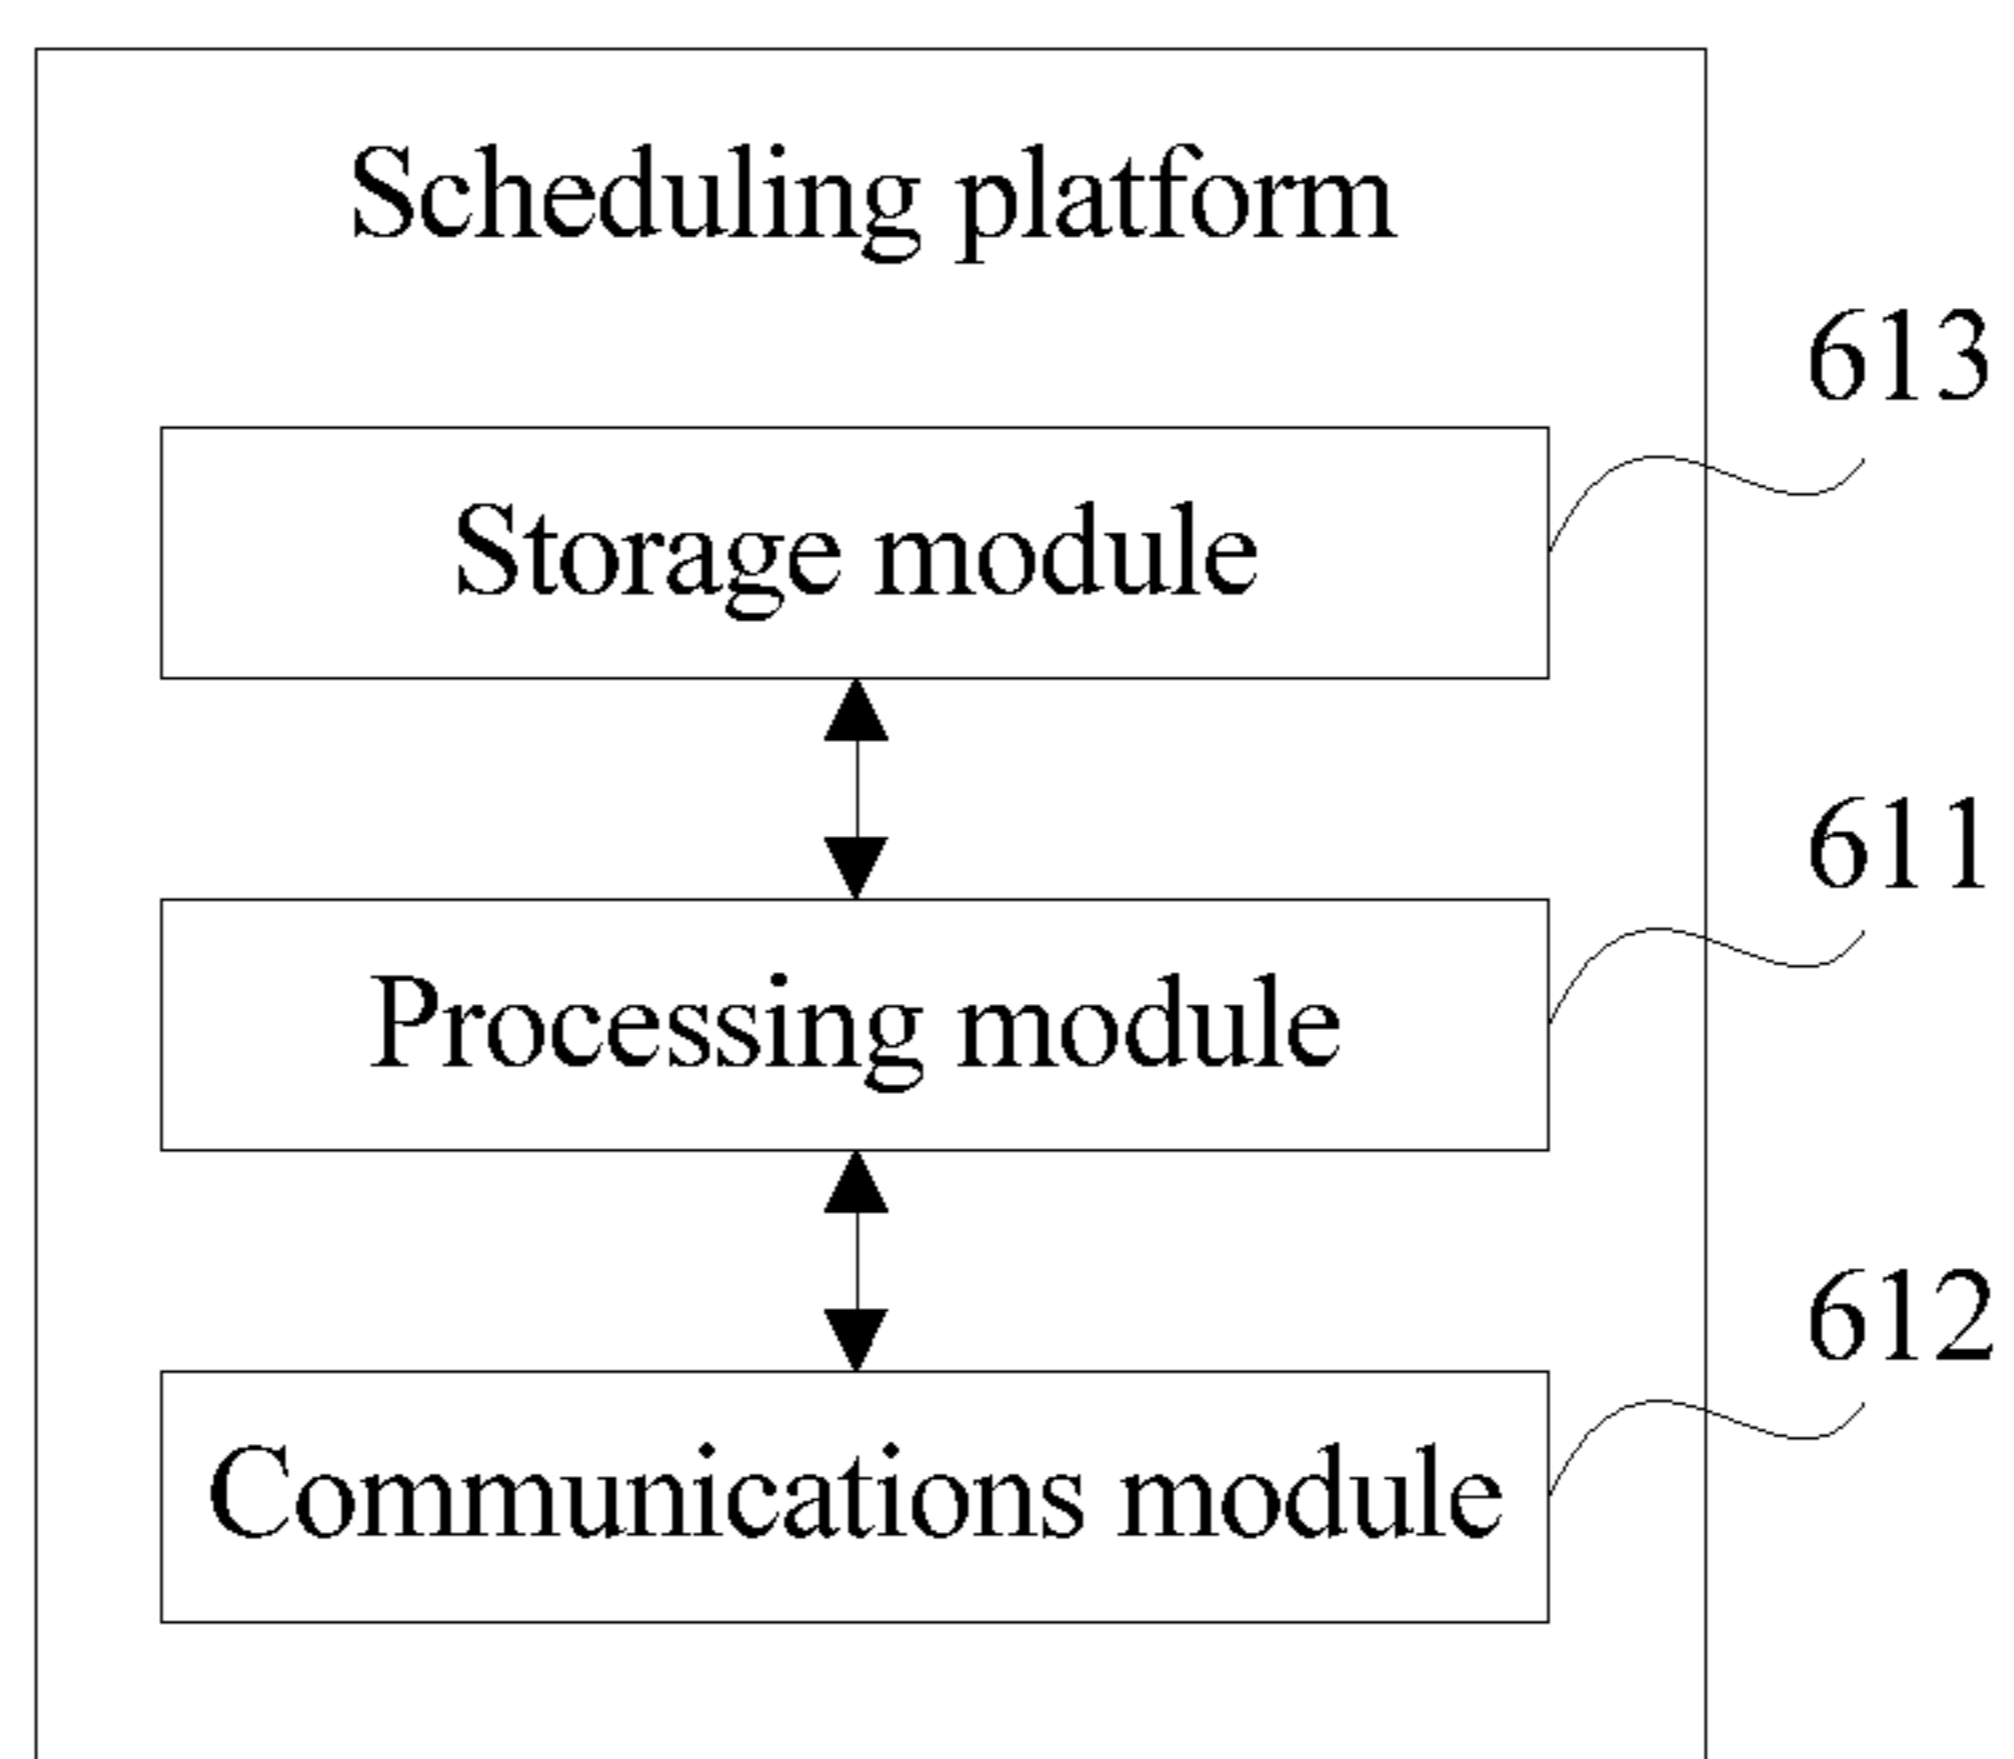 Scheduling platform
613
Storage module
611
Processing module
612
Communications module